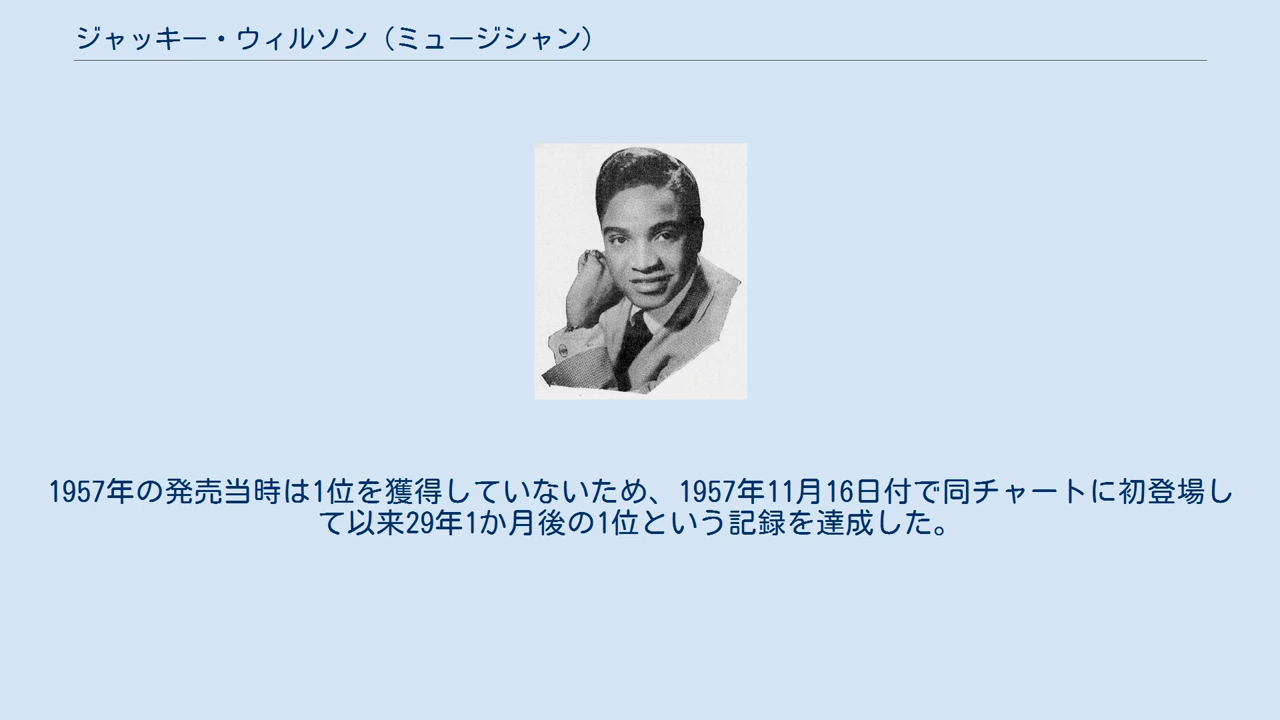 ジャッキー・ウィルソン（ミュージシャン）
1957年の発売当時は1位を獲得していないため、1957年11月16日付で同チャートに初登場し
て以来29年1か月後の1位という記録を達成した。